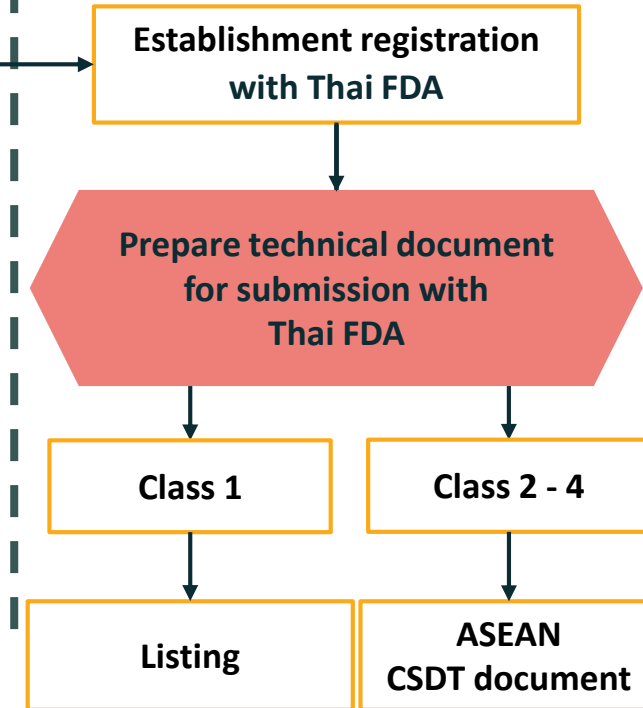 Establishment registration
with Thai FDA
Prepare technical document
for submission with
Thai FDA
Class 1
Class 2 - 4
Listing
ASEAN
CSDT document